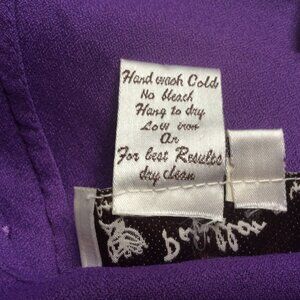 Hand wash Cold
No bleach
Hang to dry
Low iron
Or
For best Results
dry clean